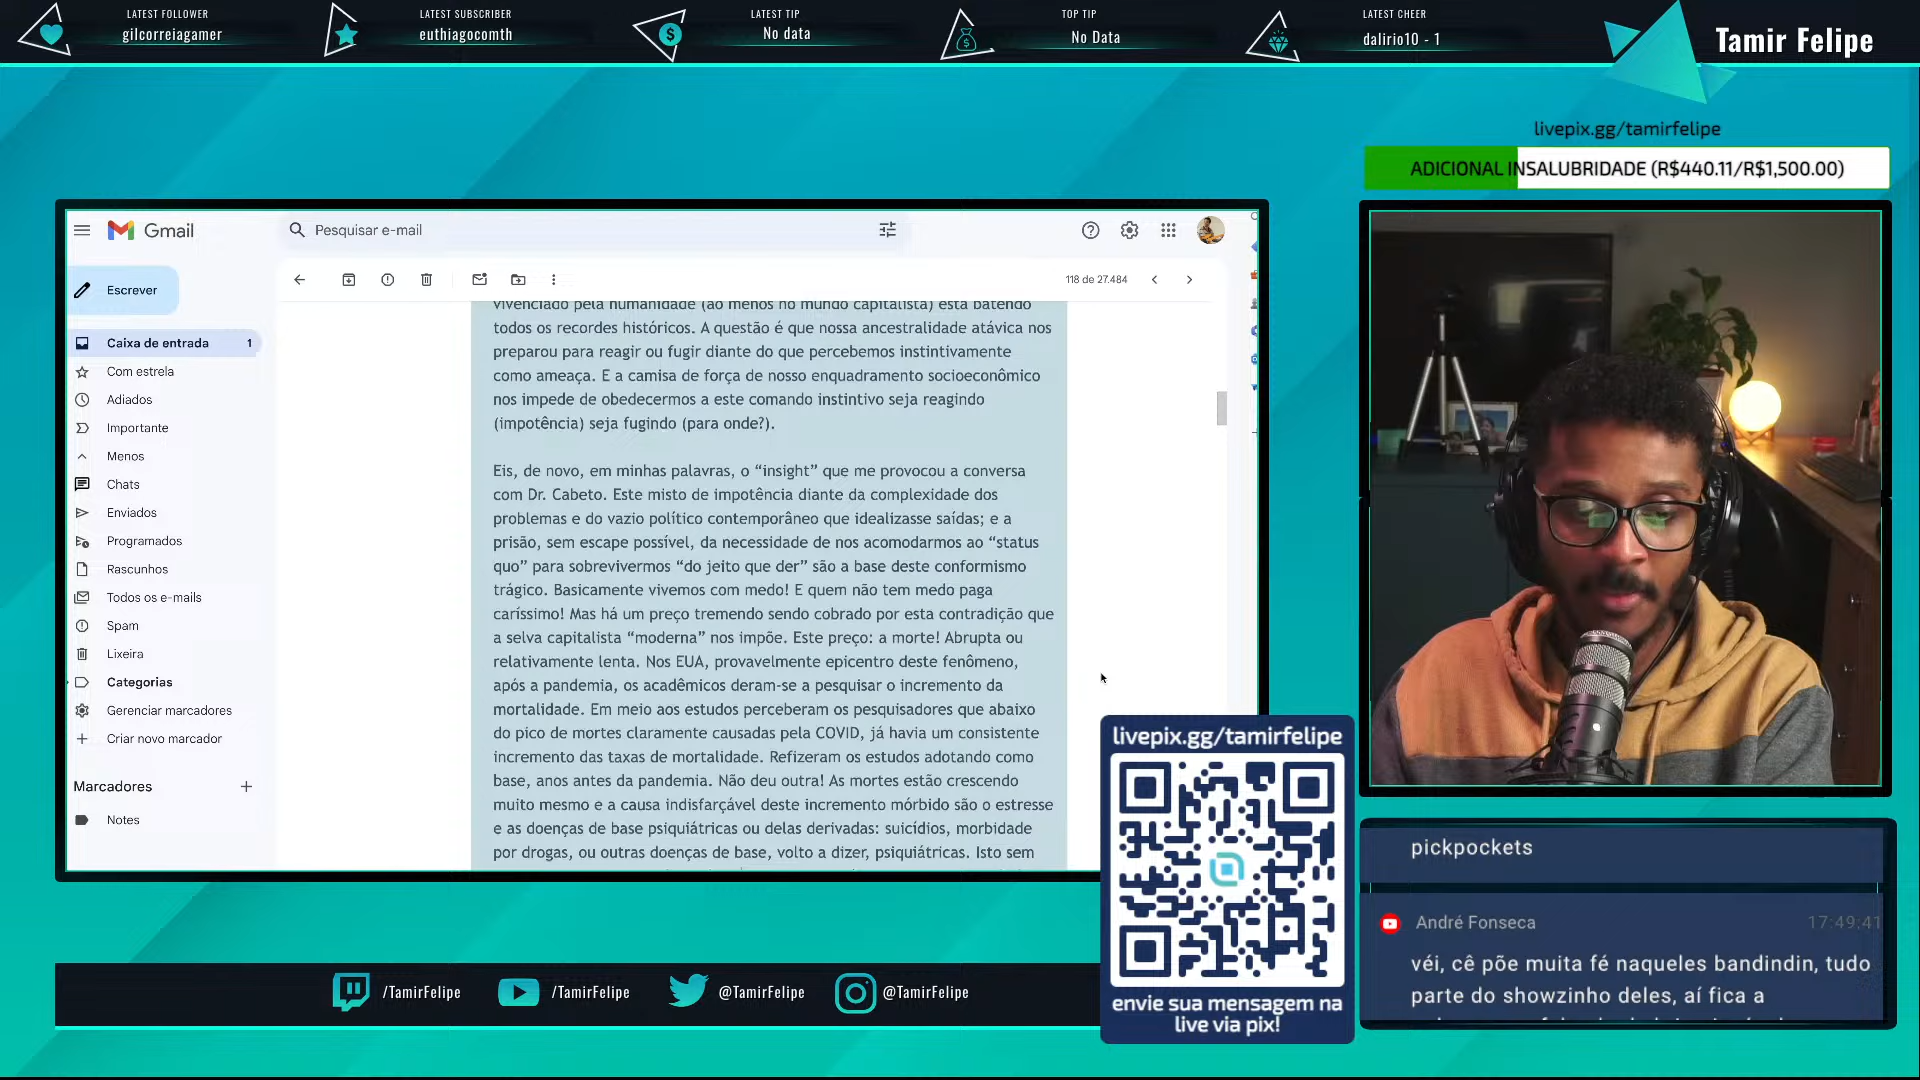 LATEST FOLLOWER
gilcorreiagamer
LATEST SUBSCRIBER
euthiagocomth
LATEST TIP
No data
TOP TIP
No Data
LATEST CHEER
dalirio10 - 1
Tamir Felipe
livepix.gg/tamirfelipe
ADICIONAL INSALUBRIDADE (R$440.11/R$1,500.00)
Gmail
Pesquisar e-mail
Escrever
118 de 27.484
Caixa de entrada 1
Com estrela
Adiados
Importante
Menos
Chats
Enviados
Programados
Rascunhos
Todos os e-mails
Spam
Lixeira
Categorias
Gerenciar marcadores
Criar novo marcador
Marcadores
Notes
vivenciado pela humanidade (ao menos no mundo capitalista) está batendo
todos os recordes históricos. A questão é que nossa ancestralidade atávica nos
preparou para reagir ou fugir diante do que percebemos instintivamente
como ameaça. E a camisa de força de nosso enquadramento socioeconômico
nos impede de obedecermos a este comando instintivo seja reagindo
(impotência) seja fugindo (para onde?).
Eis, de novo, em minhas palavras, o “insight” que me provocou a conversa
com Dr. Cabeto. Este misto de impotência diante da complexidade dos
problemas e do vazio político contemporâneo que idealizasse saídas; e a
prisão, sem escape possível, da necessidade de nos acomodarmos ao “status
quo” para sobrevivermos “do jeito que der” são a base deste conformismo
trágico. Basicamente vivemos com medo! E quem não tem medo paga
caríssimo! Mas há um preço tremendo sendo cobrado por esta contradição que
a selva capitalista “moderna” nos impõe. Este preço: a morte! Abrupta ou
relativamente lenta. Nos EUA, provavelmente epicentro deste fenômeno,
após a pandemia, os acadêmicos deram-se a pesquisar o incremento da
mortalidade. Em meio aos estudos perceberam os pesquisadores que abaixo
do pico de mortes claramente causadas pela COVID, já havia um consistente
incremento das taxas de mortalidade. Refizeram os estudos adotando como
base, anos antes da pandemia. Não deu outra! As mortes estão crescendo
muito mesmo e a causa indisfarçável deste incremento mórbido são o estresse
e as doenças de base psiquiátricas ou delas derivadas: suicídios, morbidade
por drogas, ou outras doenças de base, volto a dizer, psiquiátricas. Isto sem
livepix.gg/tamirfelipe
envie sua mensagem na
live via pix!
pickpockets
André Fonseca 17:49:41
véi, cê põe muita fé naqueles bandindin, tudo
parte do showzinho deles, aí fica a
/TamirFelipe
/TamirFelipe
@TamirFelipe
@TamirFelipe